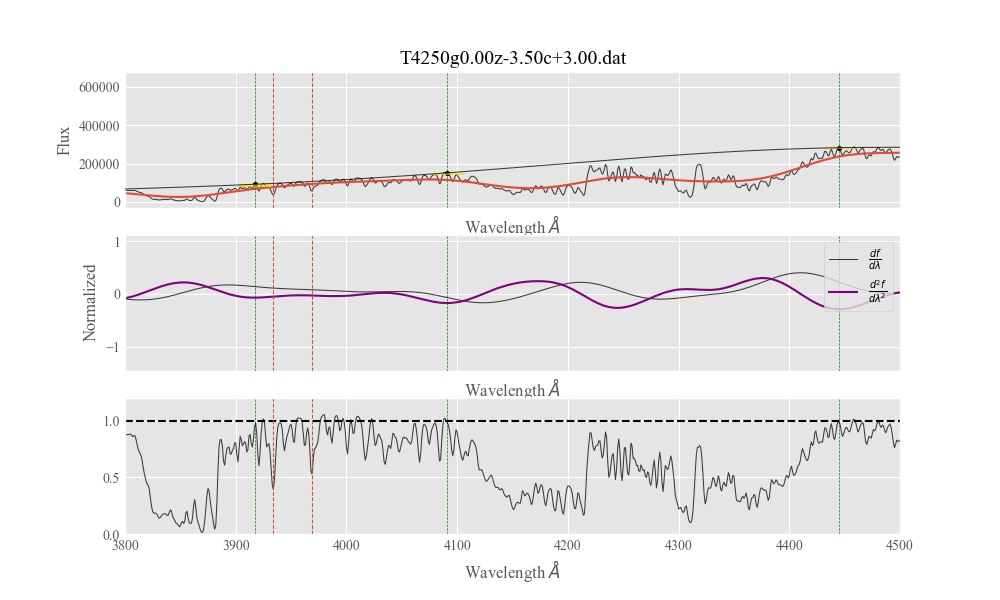 T4250g0.00z-3.50c+3.00.dat
600000
400000
200000
0
Flux
Wavelength Å
1
0
−1
Normalized
df
dλ
d²f
dλ²
Wavelength Å
1.0
0.5
0.0
3800 3900 4000 4100 4200 4300 4400 4500
Wavelength Å